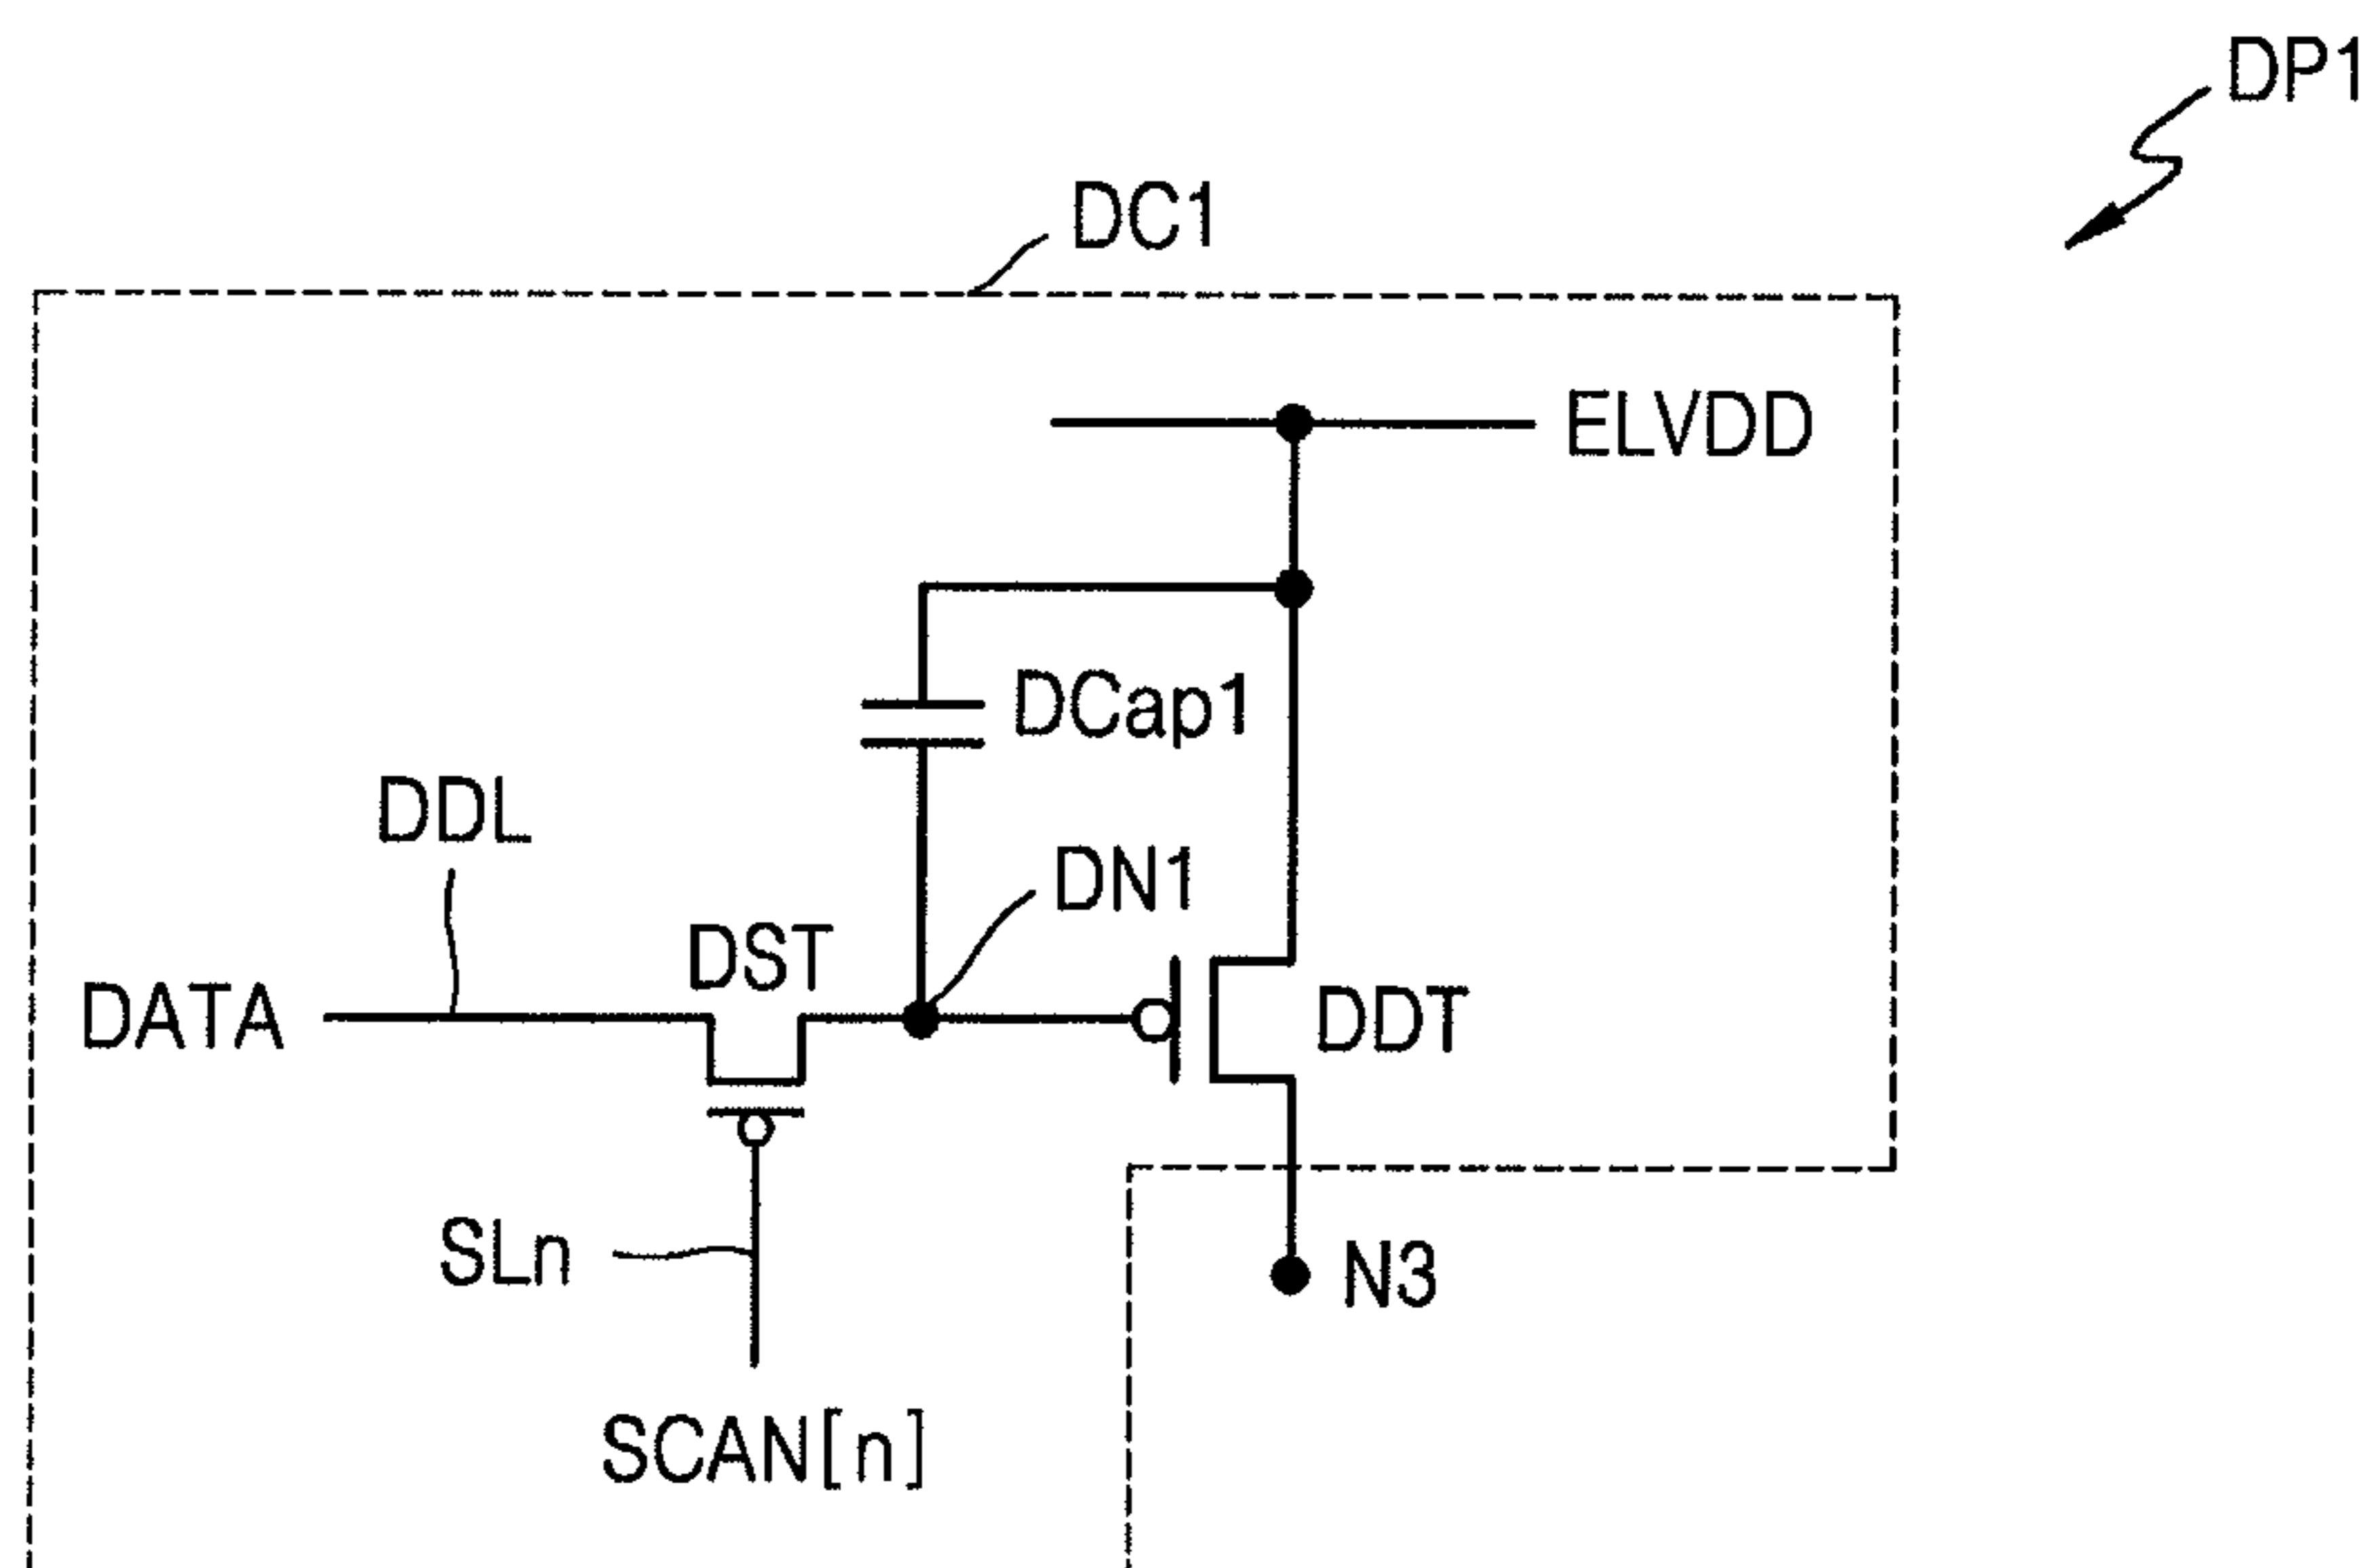 DP1
DC1
ELVDD
DCap1
DDL
DN1
DST
DATA
DDT
SLn
N3
SCAN[n]